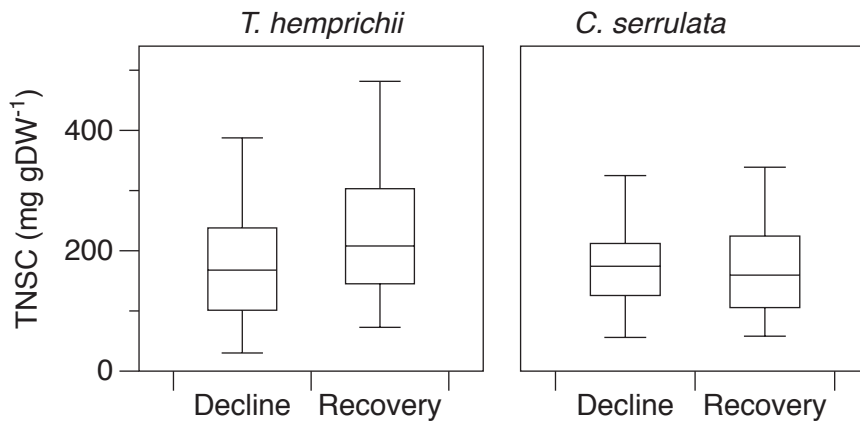 T. hemprichii
C. serrulata
TNSC (mg gDW⁻¹)
400
200
0
Decline Recovery
Decline Recovery